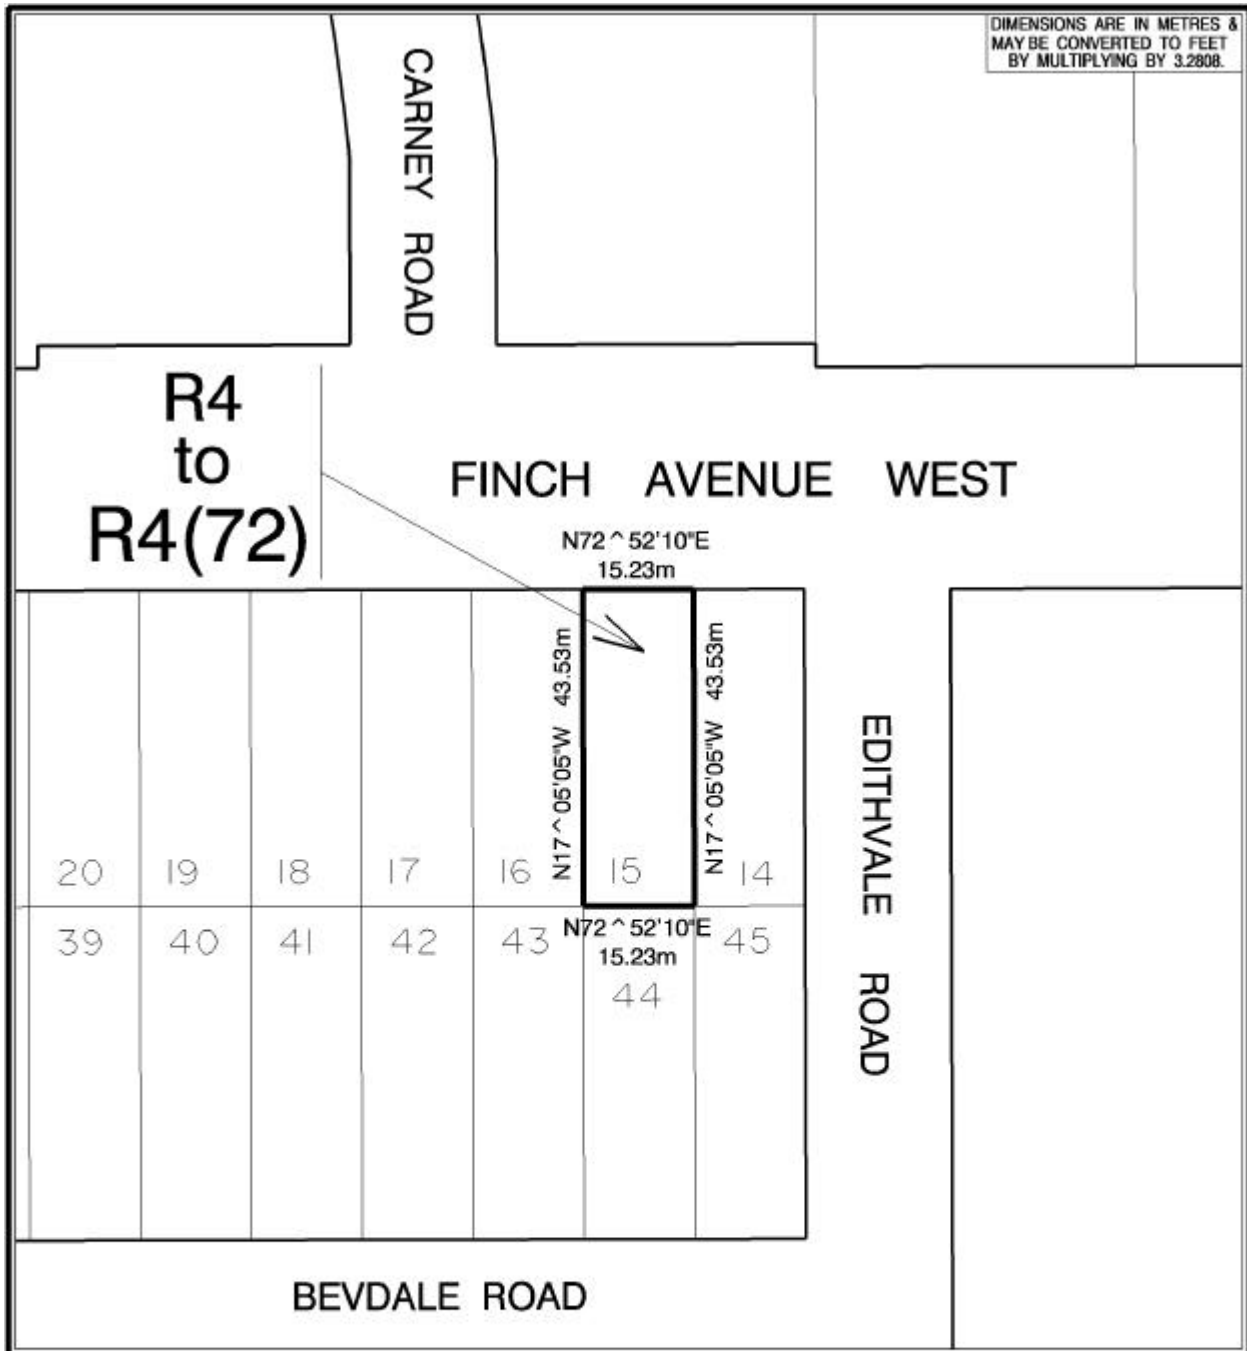 DIMENSIONS ARE IN METRES &
MAY BE CONVERTED TO FEET
BY MULTIPLYING BY 3.2808.
CARNEY ROAD
R4
to
R4(72)
FINCH AVENUE WEST
N72^52'10"E
15.23m
N17^05'05"W 43.53m
N17^05'05"W 43.53m
EDITHVALE ROAD
20 19 18 17 16 15 14
39 40 41 42 43 N72^52'10"E 45
15.23m
44
BEVDALE ROAD